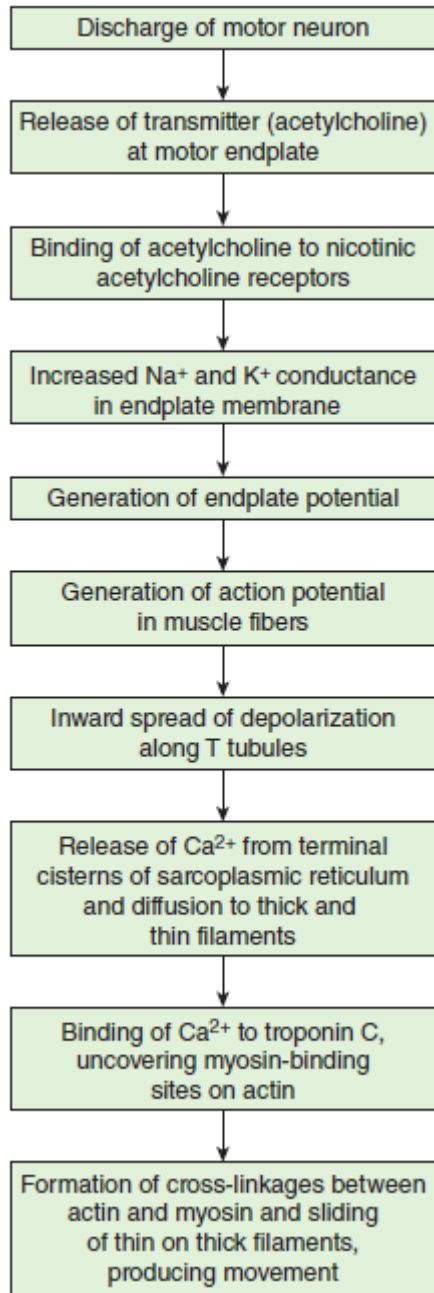 Discharge of motor neuron
Release of transmitter (acetylcholine)
at motor endplate
Binding of acetylcholine to nicotinic
acetylcholine receptors
Increased Na⁺ and K⁺ conductance
in endplate membrane
Generation of endplate potential
Generation of action potential
in muscle fibers
Inward spread of depolarization
along T tubules
Release of Ca²⁺ from terminal
cisterns of sarcoplasmic reticulum
and diffusion to thick and
thin filaments
Binding of Ca²⁺ to troponin C,
uncovering myosin-binding
sites on actin
Formation of cross-linkages between
actin and myosin and sliding
of thin on thick filaments,
producing movement